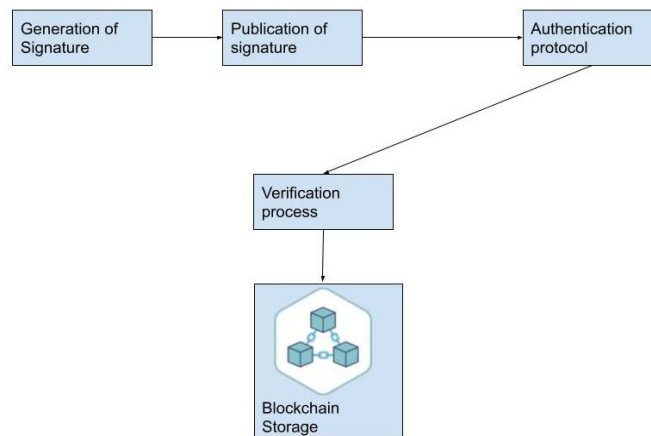 Generation of
Signature
Publication of
signature
Authentication
protocol
Verification
process
Blockchain
Storage